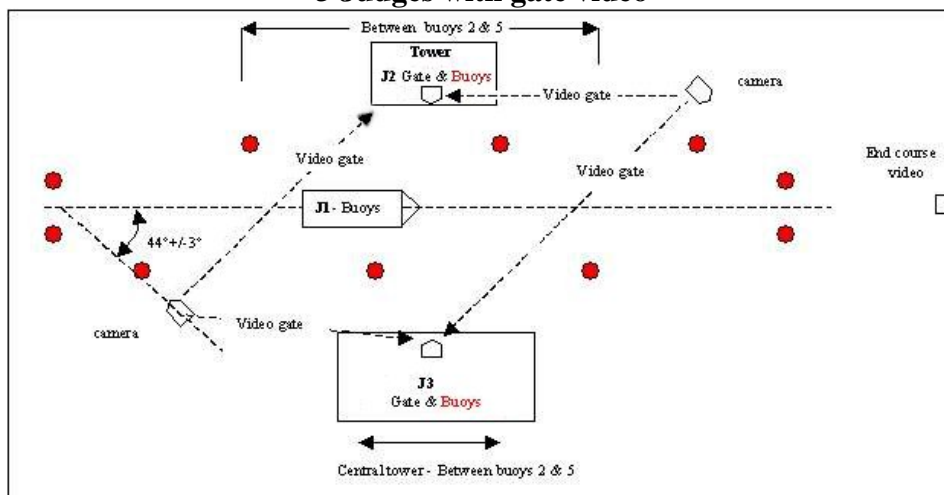 3 Judges with gate video
Between buoys 2 & 5
Tower
J2 Gate & Buoys
camera
Video gate
Video gate
Video gate
End course
video
J1 - Buoys
44°+/-3°
camera
Video gate
J3
Gate & Buoys
Central tower - Between buoys 2 & 5